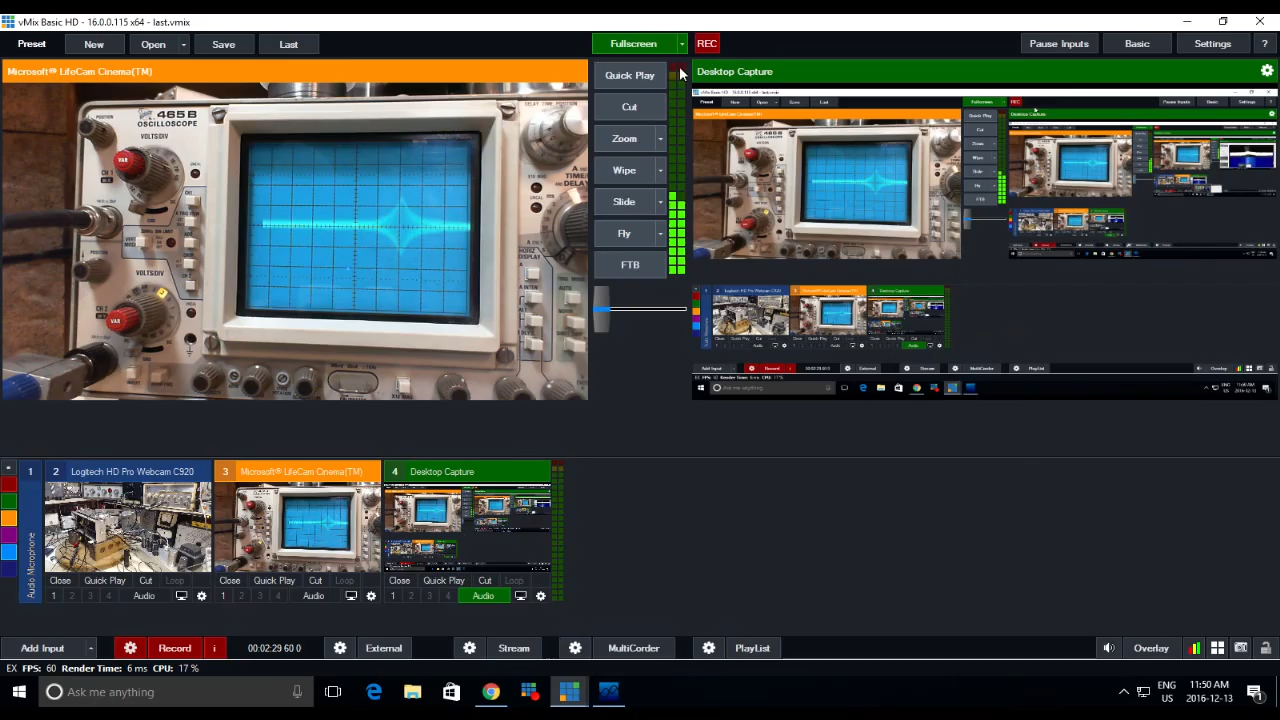 vMix Basic HD - 16.0.0.115 x64 - last.vmix
Preset New Open Save Last Fullscreen REC Pause Inputs Basic Settings ?
Microsoft® LifeCam Cinema(TM)
Quick Play
Cut
Zoom
Wipe
Slide
Fly
FTB
465B
OSCILLOSCOPE
VOLTS/DIV
VAR
VOLTS/DIV
VAR
Desktop Capture
1 Audio Microphone
2 Logitech HD Pro Webcam C920
Close Quick Play Cut Loop
1 2 3 4 Audio
3 Microsoft® LifeCam Cinema(TM)
Close Quick Play Cut
1 2 3 4 Audio
4 Desktop Capture
Close Quick Play Cut Loop
1 2 3 4 Audio
Add Input Record i 00:02:29 60 0 External Stream MultiCorder PlayList Overlay
EX FPS: 60 Render Time: 6 ms CPU: 17 %
Ask me anything
ENG
US
11:50 AM
2016-12-13